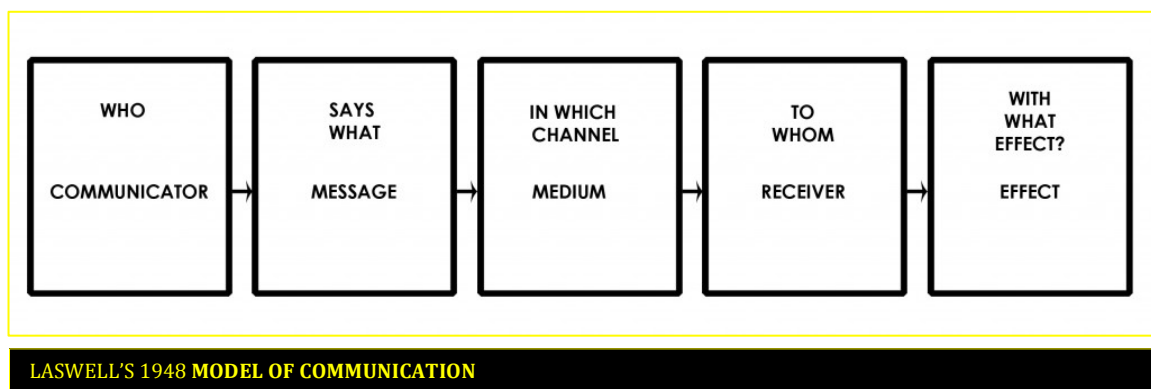 WHO
COMMUNICATOR
SAYS
WHAT
MESSAGE
IN WHICH
CHANNEL
MEDIUM
TO
WHOM
RECEIVER
WITH
WHAT
EFFECT?
EFFECT
LASWELL'S 1948 MODEL OF COMMUNICATION